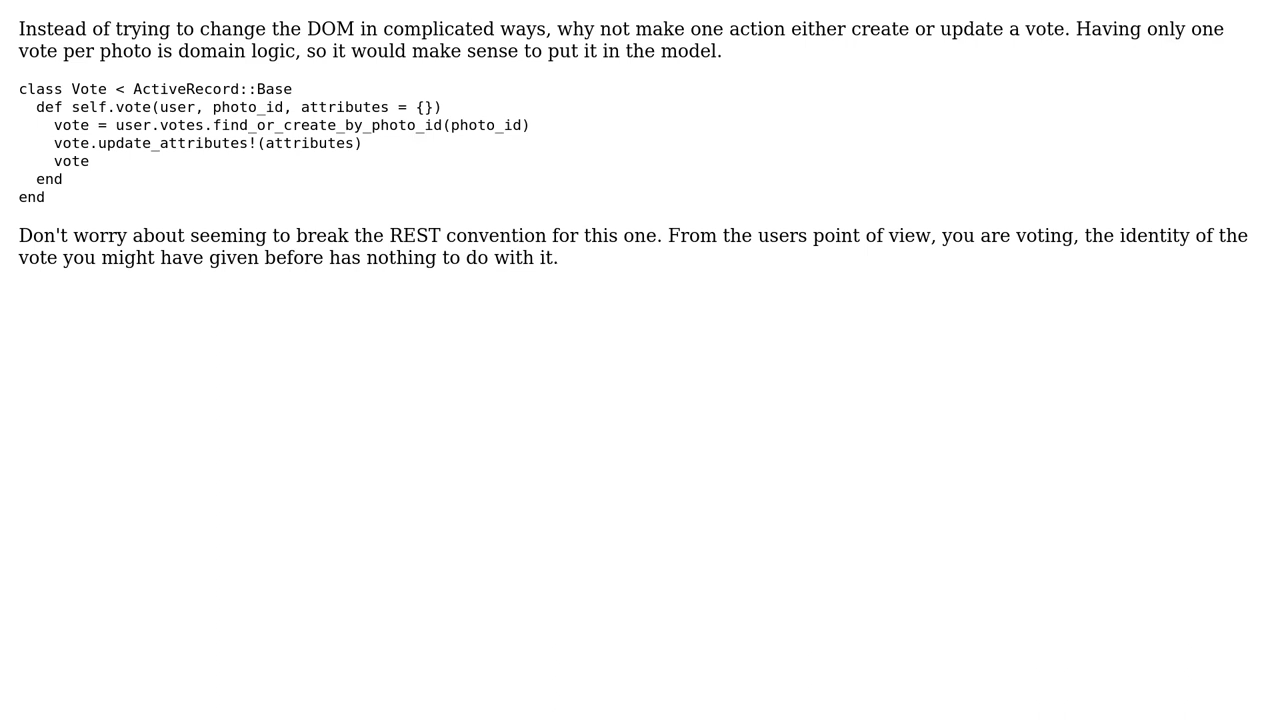 Instead of trying to change the DOM in complicated ways, why not make one action either create or update a vote. Having only one
vote per photo is domain logic, so it would make sense to put it in the model.
class Vote < ActiveRecord::Base
  def self.vote(user, photo_id, attributes = {})
    vote = user.votes.find_or_create_by_photo_id(photo_id)
    vote.update_attributes!(attributes)
    vote
  end
end
Don't worry about seeming to break the REST convention for this one. From the users point of view, you are voting, the identity of the
vote you might have given before has nothing to do with it.